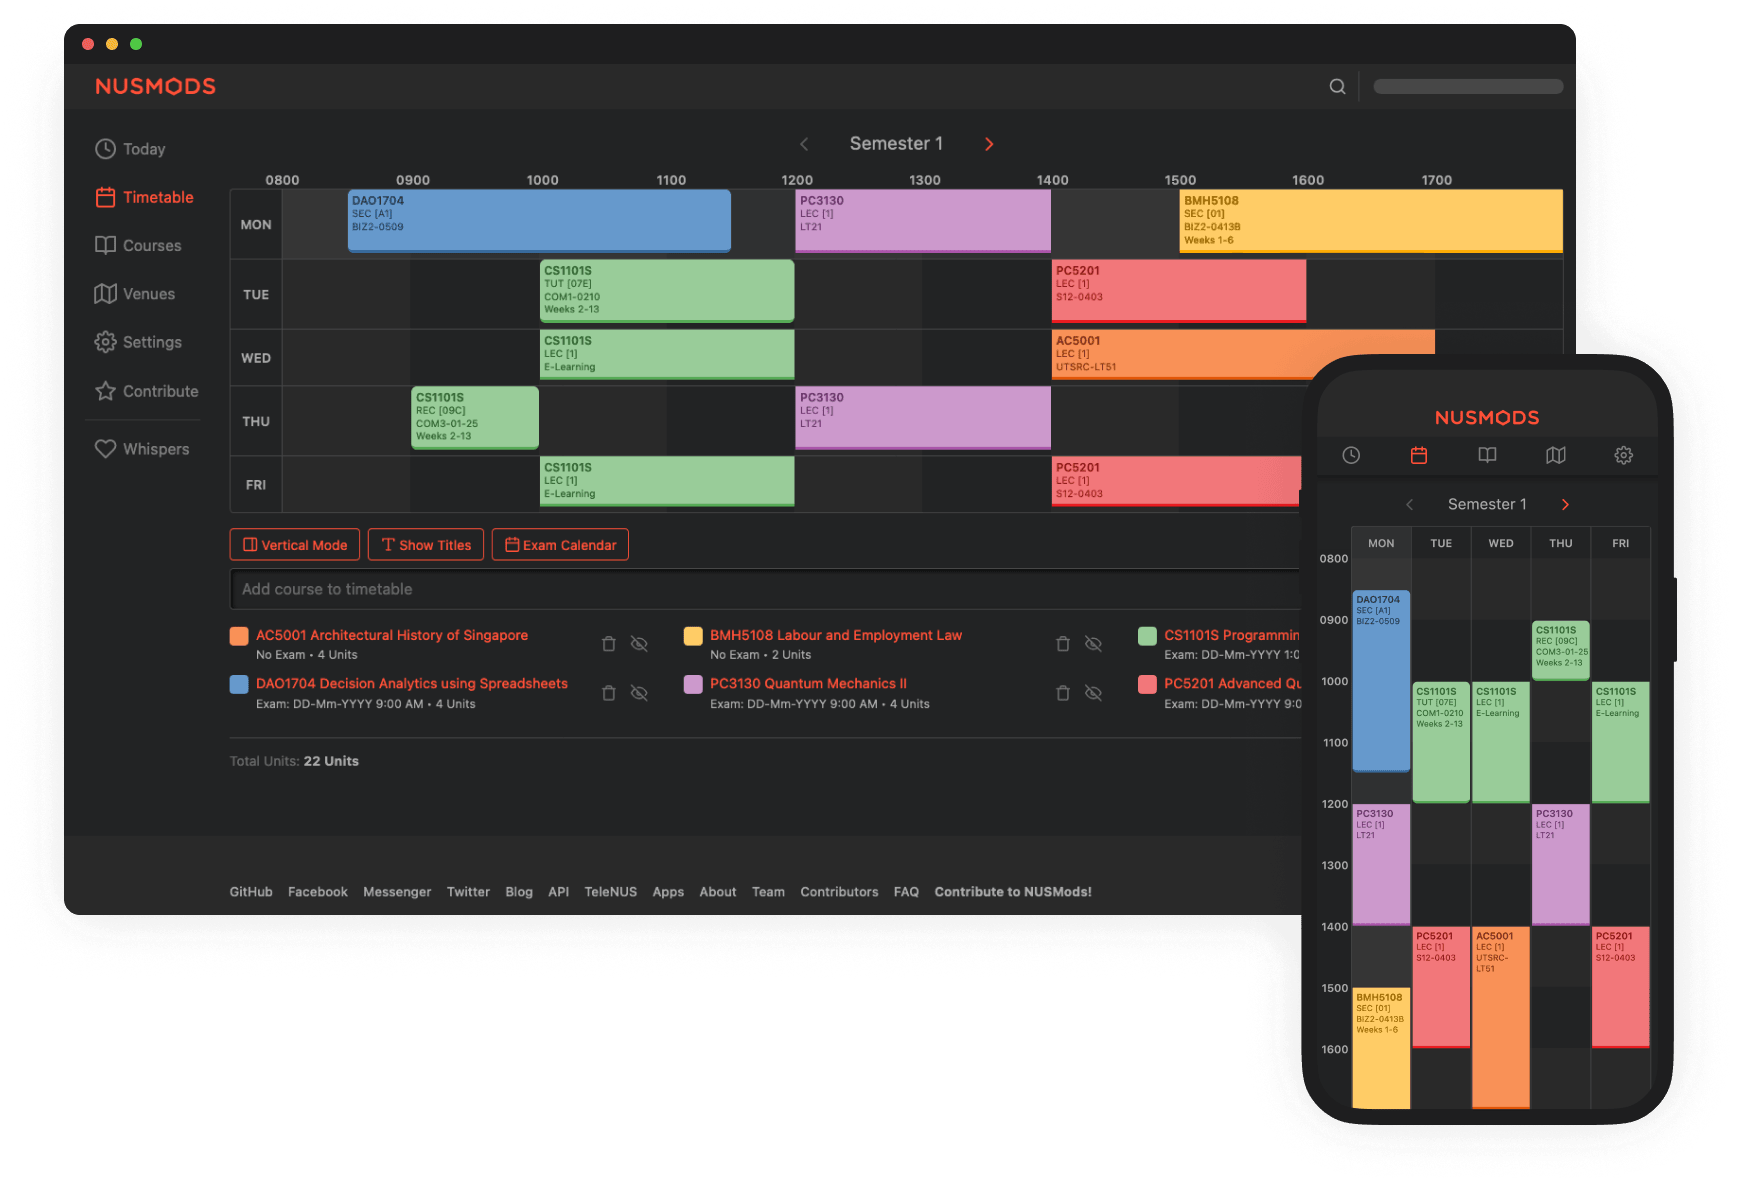 NUSMODS
Today
Timetable
Courses
Venues
Settings
Contribute
Whispers
Semester 1
0800 0900 1000 1100 1200 1300 1400 1500 1600 1700
MON
DAO1704
SEC [A1]
BIZ2-0509
PC3130
LEC [1]
LT21
BMH5108
SEC [01]
BIZ2-0413B
Weeks 1-6
TUE
CS1101S
TUT [07E]
COM1-0210
Weeks 2-13
PC5201
LEC [1]
S12-0403
WED
CS1101S
LEC [1]
E-Learning
AC5001
LEC [1]
UTSRC-LT51
THU
CS1101S
REC [09C]
COM3-01-25
Weeks 2-13
PC3130
LEC [1]
LT21
FRI
CS1101S
LEC [1]
E-Learning
PC5201
LEC [1]
S12-0403
Vertical Mode Show Titles Exam Calendar
Add course to timetable
AC5001 Architectural History of Singapore
No Exam • 4 Units
BMH5108 Labour and Employment Law
No Exam • 2 Units
CS1101S Programmin
Exam: DD-Mm-YYYY 1:0
DAO1704 Decision Analytics using Spreadsheets
Exam: DD-Mm-YYYY 9:00 AM • 4 Units
PC3130 Quantum Mechanics II
Exam: DD-Mm-YYYY 9:00 AM • 4 Units
PC5201 Advanced Qu
Exam: DD-Mm-YYYY 9:0
Total Units: 22 Units
GitHub Facebook Messenger Twitter Blog API TeleNUS Apps About Team Contributors FAQ Contribute to NUSMods!
NUSMODS
Semester 1
MON TUE WED THU FRI
0800
0900
1000
1100
1200
1300
1400
1500
1600
DAO1704
SEC [A1]
BIZ2-0509
PC3130
LEC [1]
LT21
BMH5108
SEC [01]
BIZ2-0413B
Weeks 1-6
CS1101S
TUT [07E]
COM1-0210
Weeks 2-13
PC5201
LEC [1]
S12-0403
CS1101S
LEC [1]
E-Learning
AC5001
LEC [1]
UTSRC-
LT51
CS1101S
REC [09C]
COM3-01-25
Weeks 2-13
PC3130
LEC [1]
LT21
CS1101S
LEC [1]
E-Learning
PC5201
LEC [1]
S12-0403